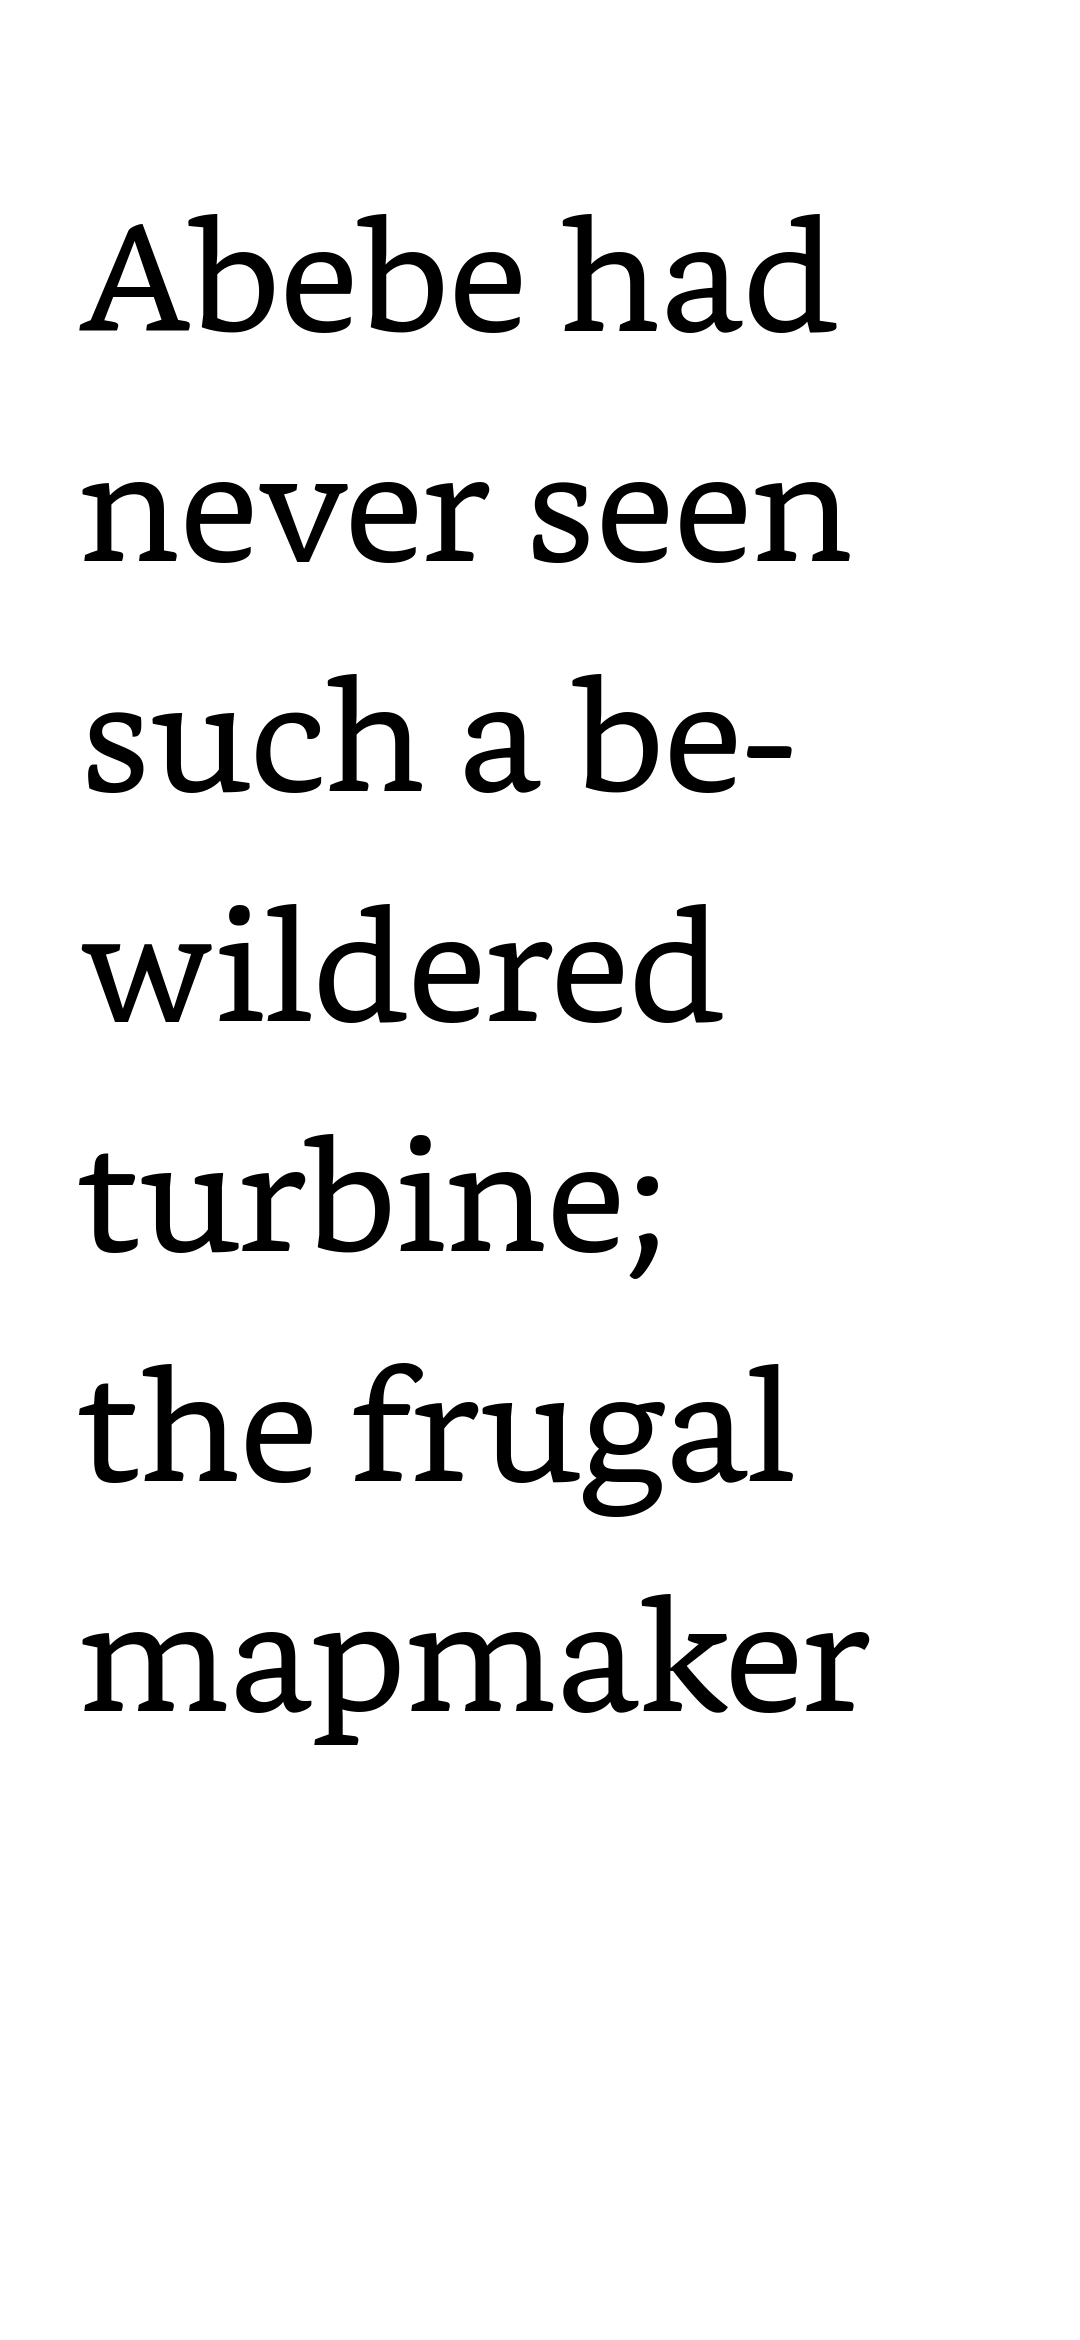 Abebe had
never seen
such a be-
wildered
turbine;
the frugal
mapmaker